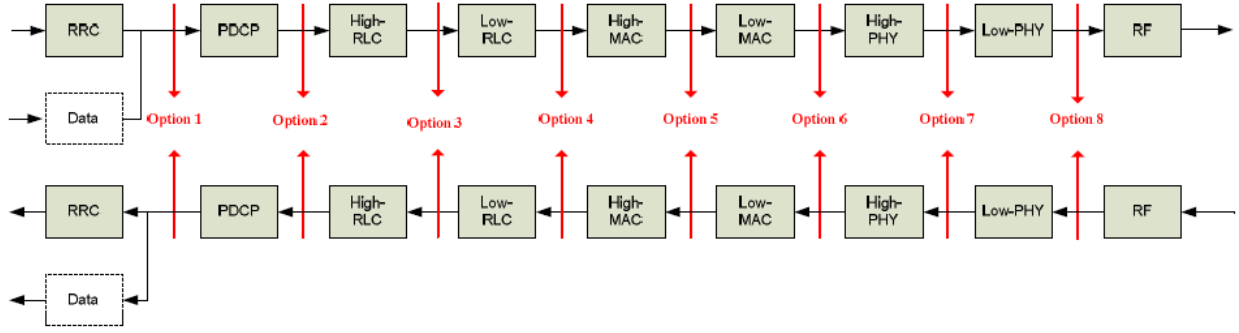 RRC
PDCP
High-
RLC
Low-
RLC
High-
MAC
Low-
MAC
High-
PHY
Low-PHY
RF
Data
Option 1
Option 2
Option 3
Option 4
Option 5
Option 6
Option 7
Option 8
RRC
PDCP
High-
RLC
Low-
RLC
High-
MAC
Low-
MAC
High-
PHY
Low-PHY
RF
Data